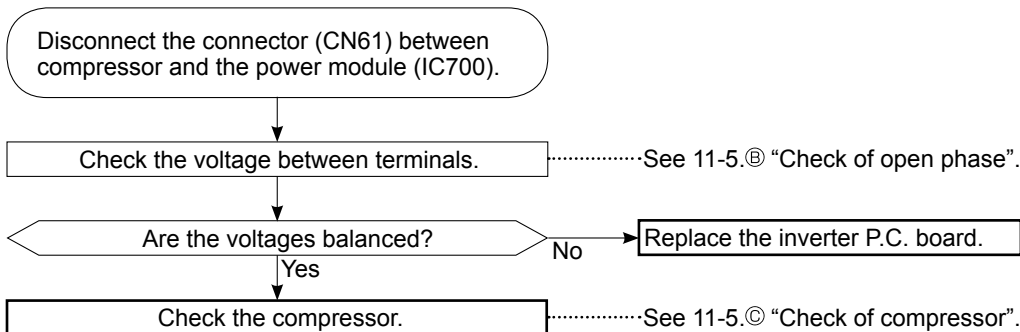 Disconnect the connector (CN61) between
compressor and the power module (IC700).
Check the voltage between terminals.
See 11-5.Ⓑ “Check of open phase”.
Are the voltages balanced?
No
Replace the inverter P.C. board.
Yes
Check the compressor.
See 11-5.Ⓒ “Check of compressor”.